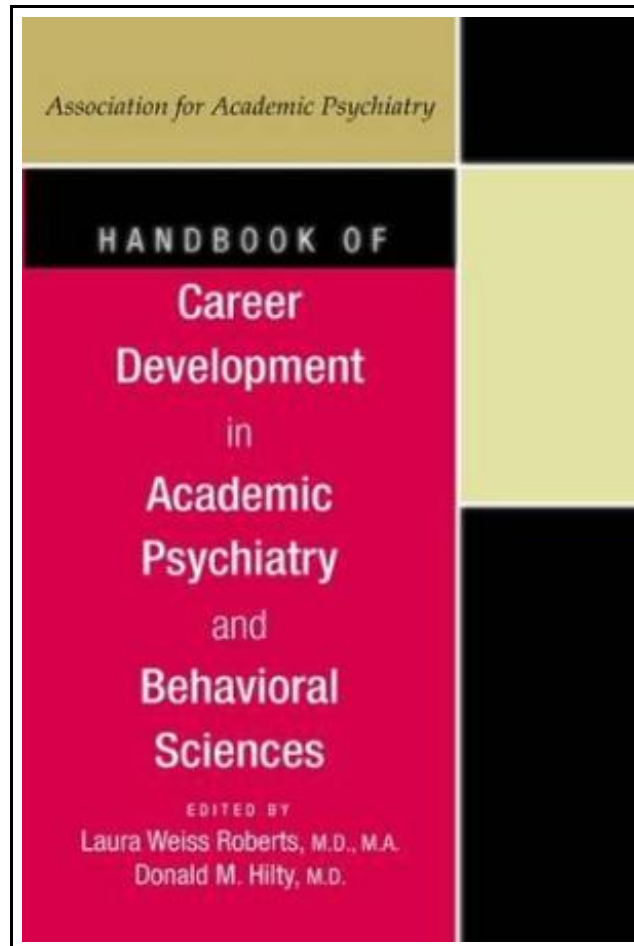 Association for Academic Psychiatry
HANDBOOK OF
Career
Development
in
Academic
Psychiatry
and
Behavioral
Sciences
EDITED BY
Laura Weiss Roberts, M.D., M.A.
Donald M. Hilty, M.D.